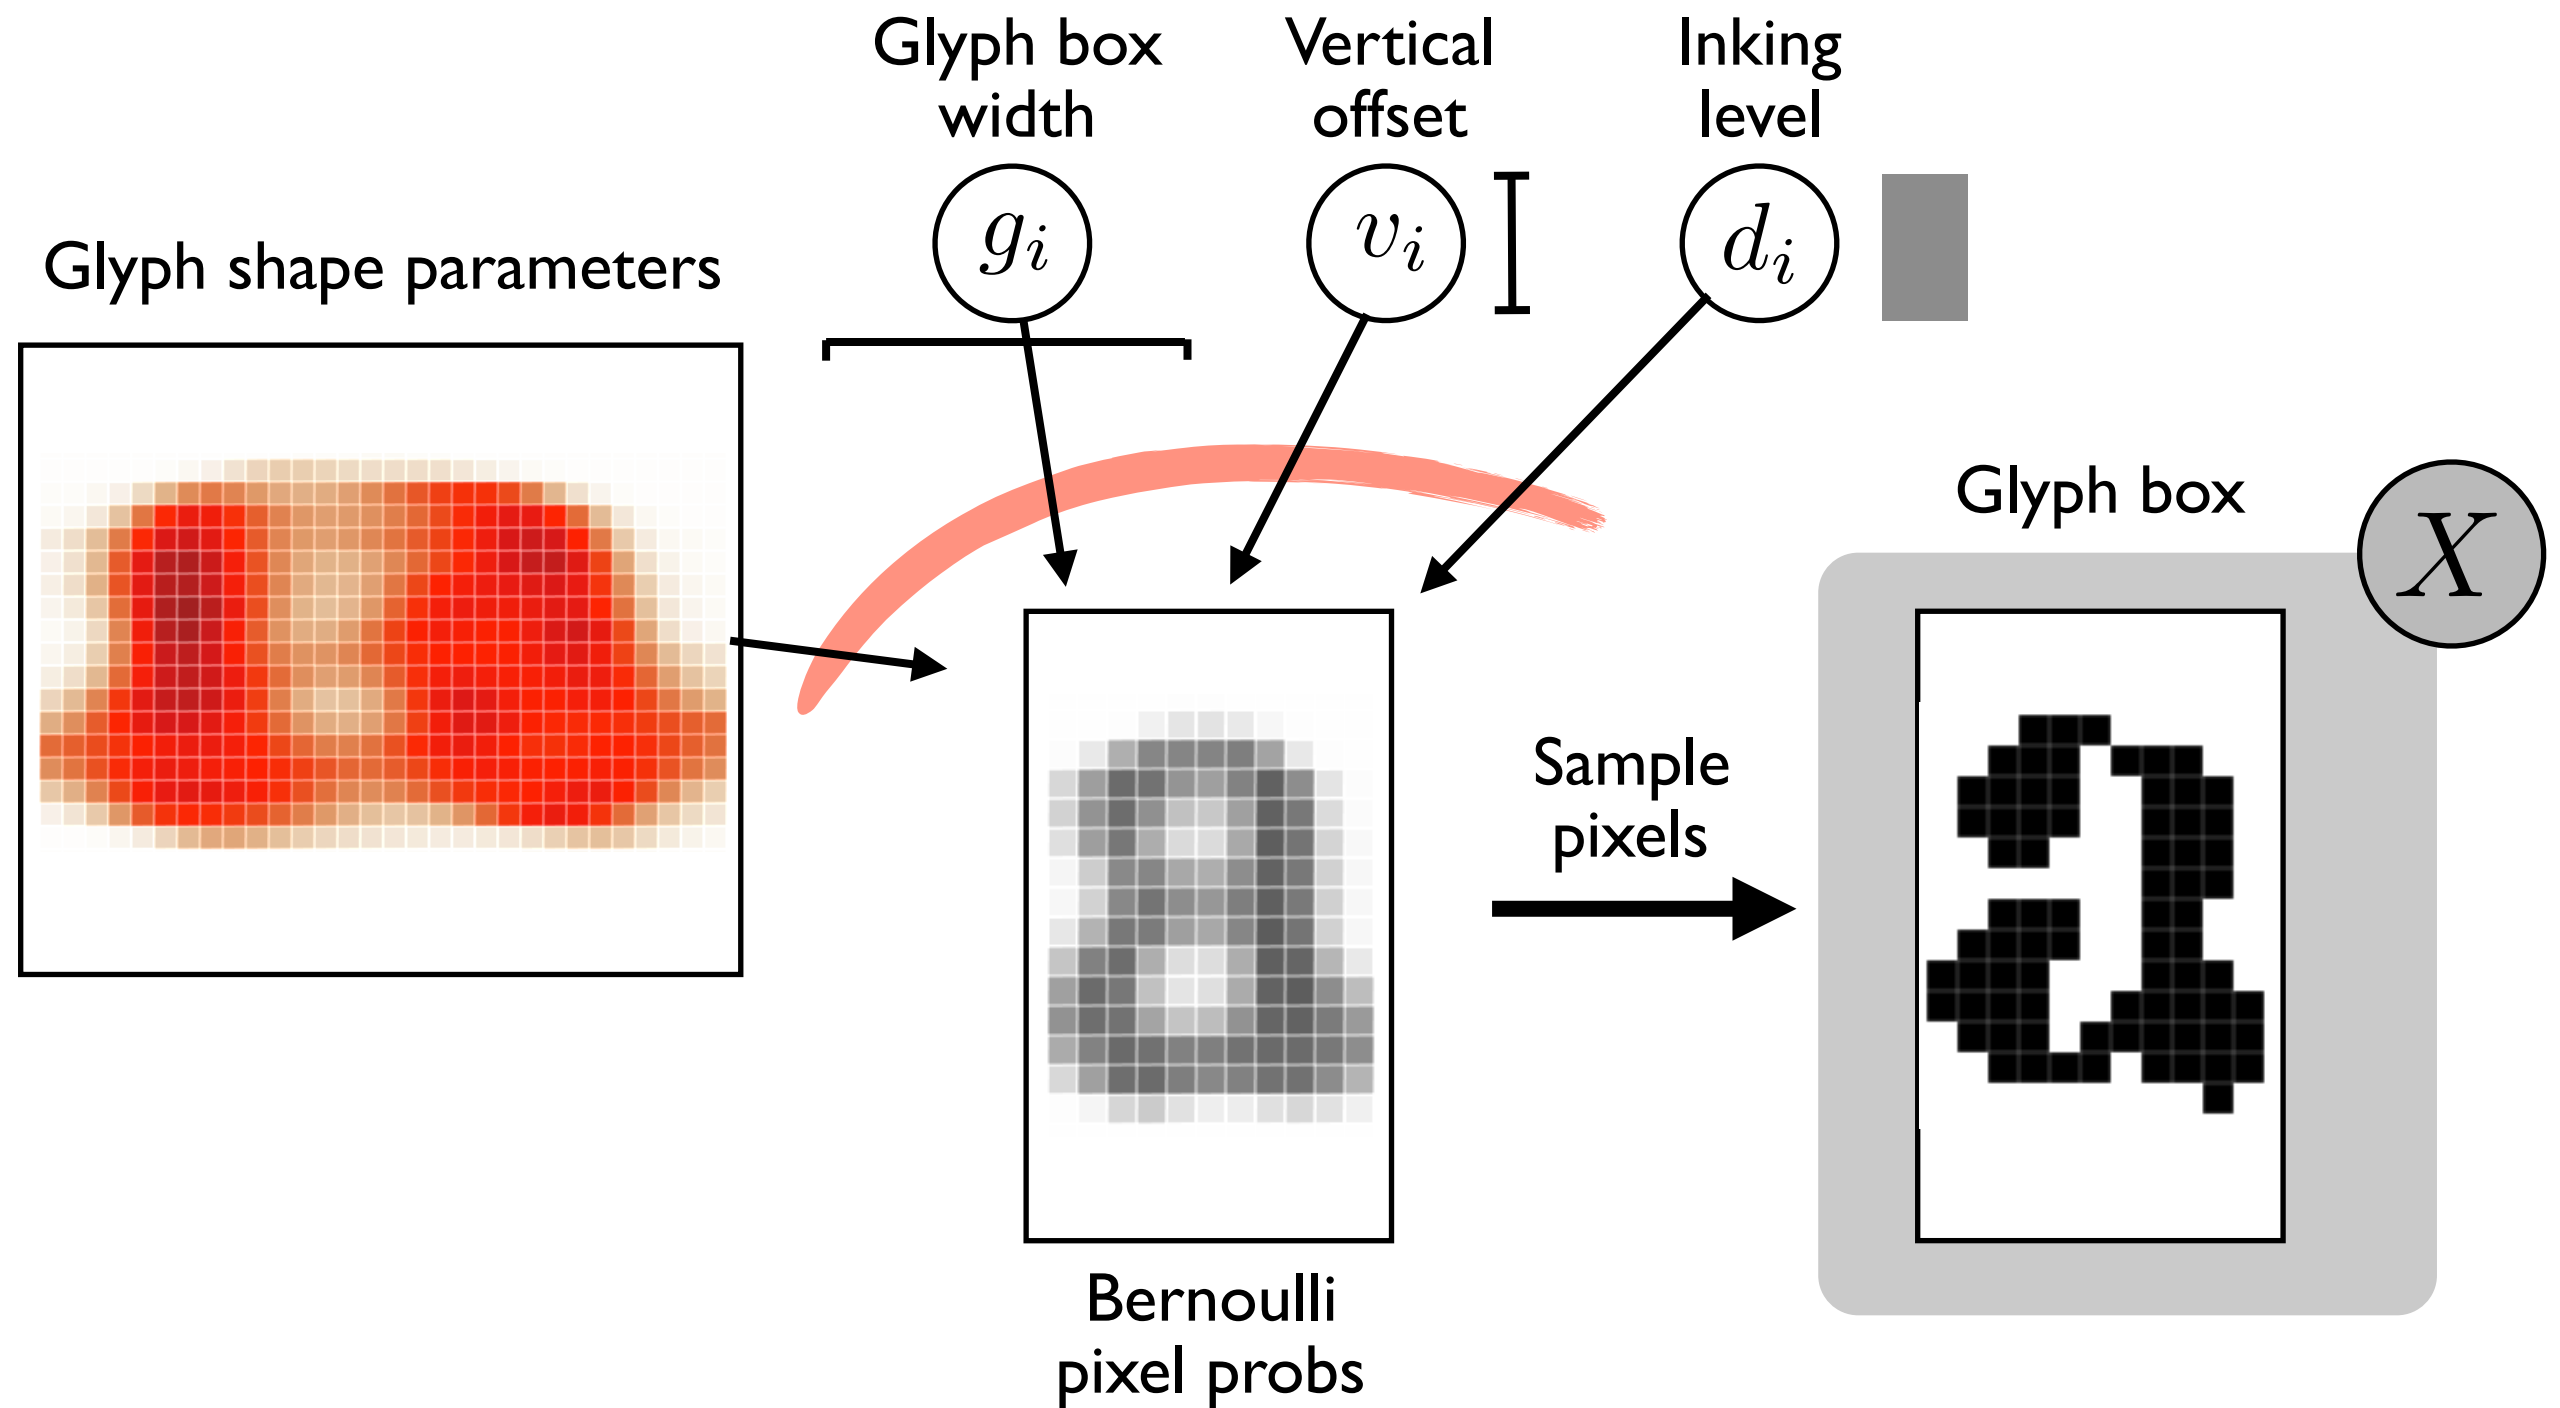 Glyph box
width
Vertical
offset
Inking
level
g_i
v_i
d_i
Glyph shape parameters
Glyph box
X
a
Sample
pixels
Bernoulli
pixel probs